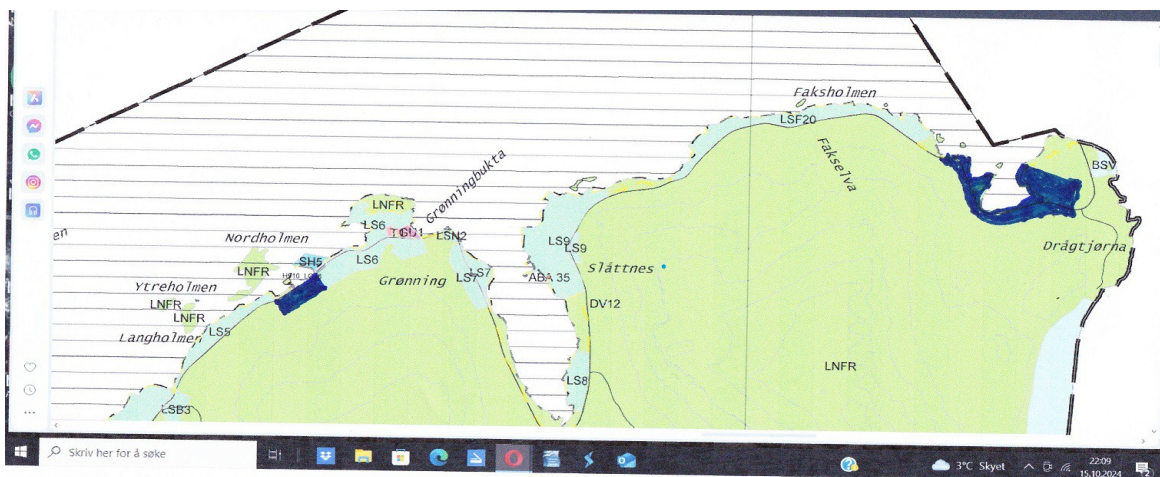 Faksholmen
LSF20
Fakselva
BSV
Grønningbukta
LNFR
LS6
LSN2
Nordholmen
en
LS9
LS9
Drågtjørna
SH5
LS6
Slåttnes
LNFR
LS7
LS7
ABA 35
Grønning
Ytreholmen
LNFR
DV12
LNFR
LS5
Langholmen
LNFR
LS8
LSB3
Skriv her for å søke
3°C Skyet
22:09
15.10.2024